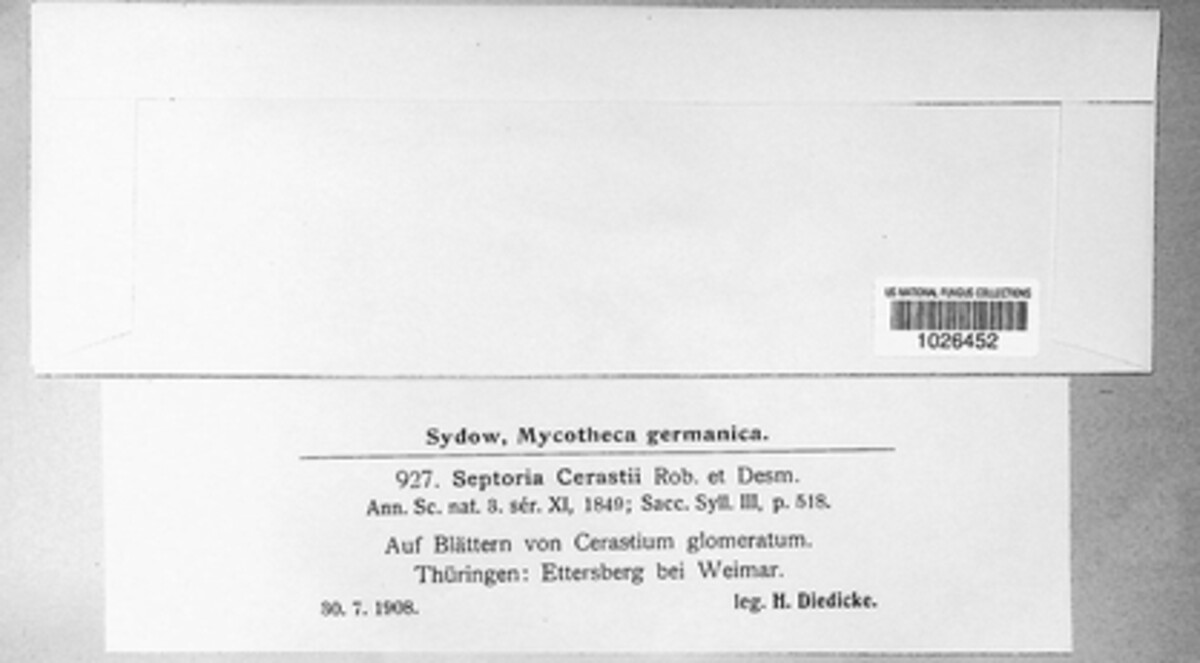 US NATIONAL FUNGUS COLLECTIONS
1026452
Sydow, Mycotheca germanica.
927. Septoria Cerastii Rob. et Desm.
Ann. Sc. nat. 3. sér. XI, 1849; Sacc. Syll. III, p. 518.
Auf Blättern von Cerastium glomeratum.
Thüringen: Ettersberg bei Weimar.
30. 7. 1908. leg. H. Diedicke.